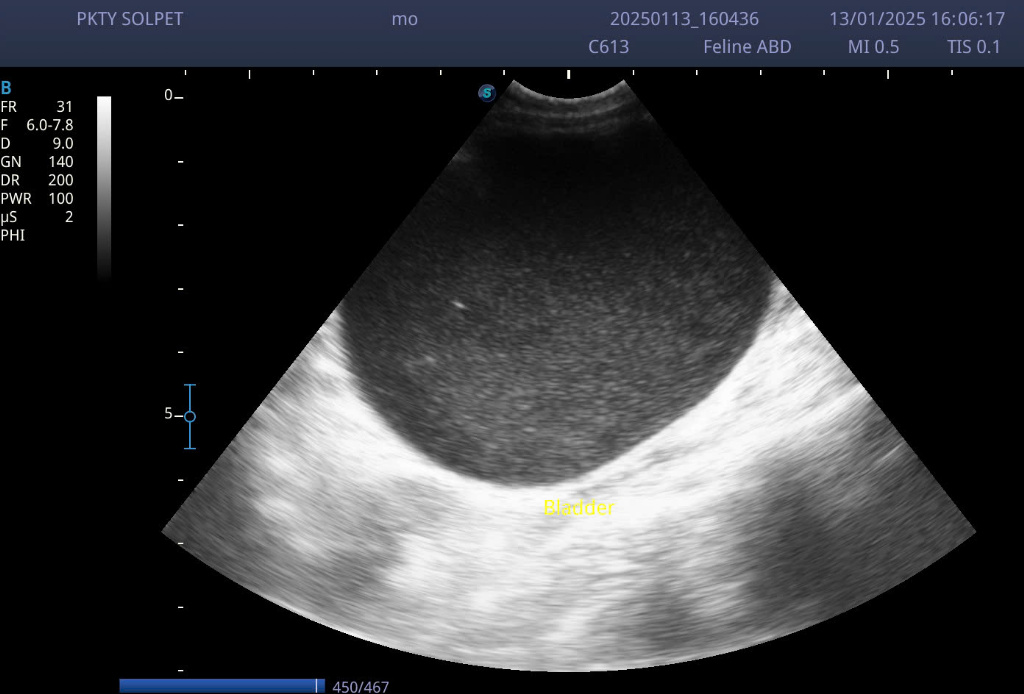 PKTY SOLPET mo 20250113_160436 13/01/2025 16:06:17
C613 Feline ABD MI 0.5 TIS 0.1
B
FR 31
F 6.0-7.8
D 9.0
GN 140
DR 200
PWR 100
µS 2
PHI
S
0
5
Bladder
450/467